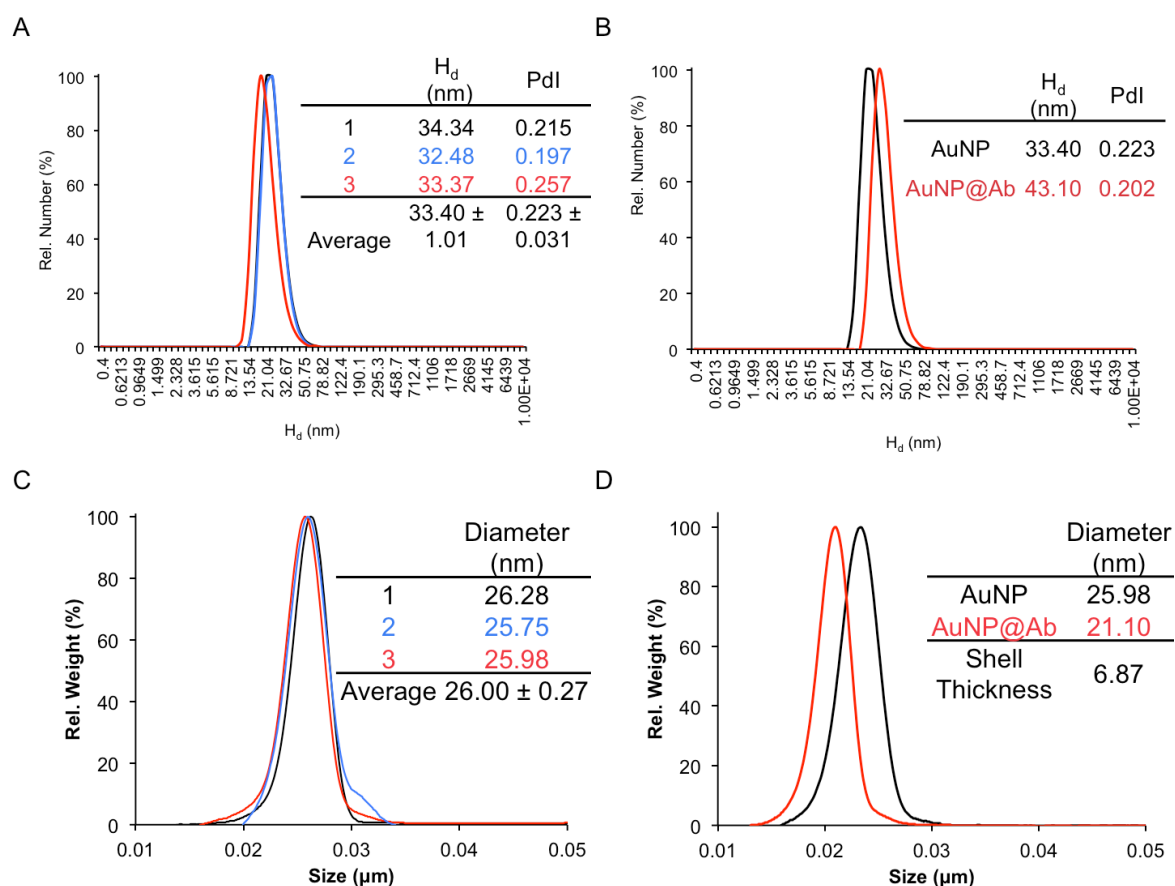 A
H_d (nm) PdI
1 34.34 0.215
2 32.48 0.197
3 33.37 0.257
Average 33.40 ± 1.01 0.223 ± 0.031
Rel. Number (%)
100
80
60
40
20
0
0.4 0.6213 0.9649 1.499 2.328 3.615 5.615 8.721 13.54 21.04 32.67 50.75 78.82 122.4 190.1 295.3 458.7 712.4 1106 1718 2669 4145 6439 1.00E+04
H_d (nm)
B
H_d (nm) PdI
AuNP 33.40 0.223
AuNP@Ab 43.10 0.202
Rel. Number (%)
100
80
60
40
20
0
0.4 0.6213 0.9649 1.499 2.328 3.615 5.615 8.721 13.54 21.04 32.67 50.75 78.82 122.4 190.1 295.3 458.7 712.4 1106 1718 2669 4145 6439 1.00E+04
H_d (nm)
C
Diameter (nm)
1 26.28
2 25.75
3 25.98
Average 26.00 ± 0.27
Rel. Weight (%)
100
80
60
40
20
0
0.01 0.02 0.03 0.04 0.05
Size (µm)
D
Diameter (nm)
AuNP 25.98
AuNP@Ab 21.10
Shell Thickness 6.87
Rel. Weight (%)
100
80
60
40
20
0
0.01 0.02 0.03 0.04 0.05
Size (µm)